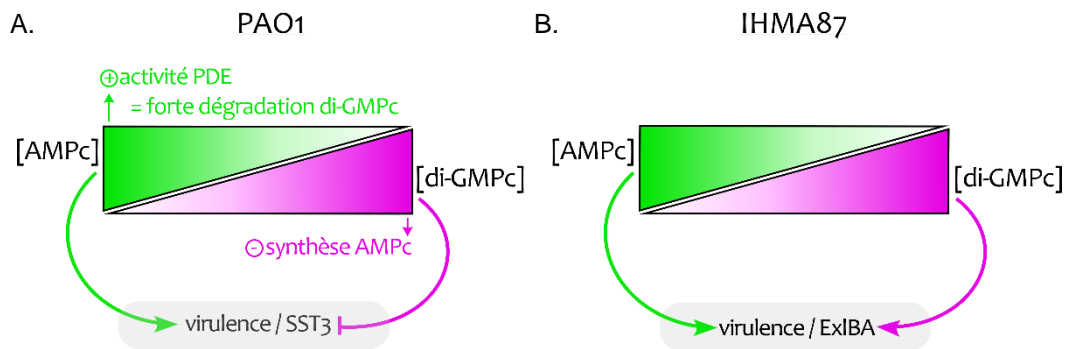 A.
PAO1
⊕activité PDE
= forte dégradation di-GMPc
[AMPc]
[di-GMPc]
⊖synthèse AMPc
virulence / SST3
B.
IHMA87
[AMPc]
[di-GMPc]
virulence / ExlBA